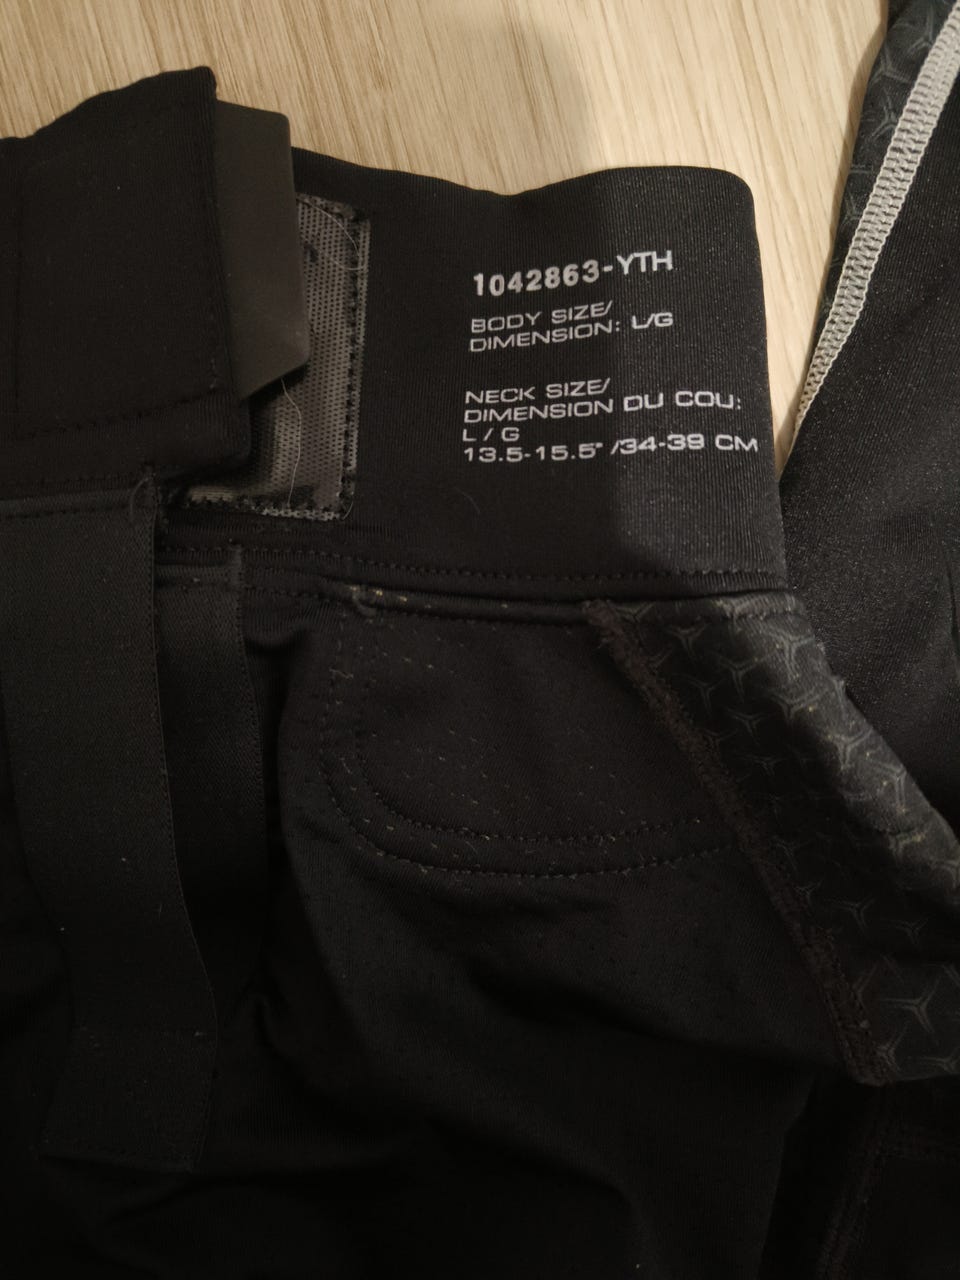 1042863-YTH
BODY SIZE/
DIMENSION: L/G
NECK SIZE/
DIMENSION DU COU:
L / G
13.5-15.5" /34-39 CM